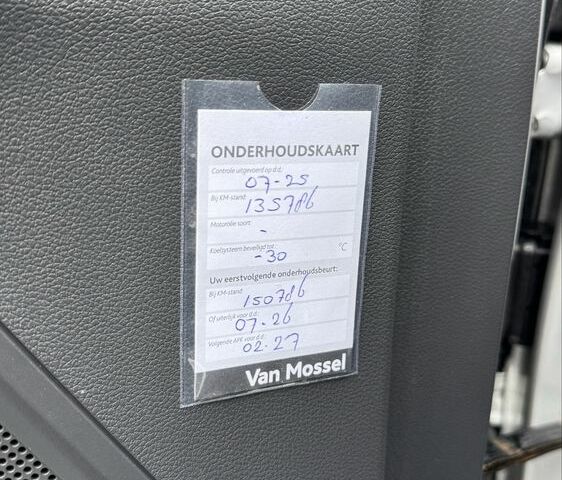 ONDERHOUDSKAART
Controle uitgevoerd op d.d.:
07-25
Bij KM-stand:
135786
Motorolie soort:
-
Koelsysteem beveiligd tot:
-30 °C
Uw eerstvolgende onderhoudsbeurt:
Bij KM-stand:
150786
Of uiterlijk voor d.d.:
07-26
Volgende APK voor d.d.:
02-27
Van Mossel